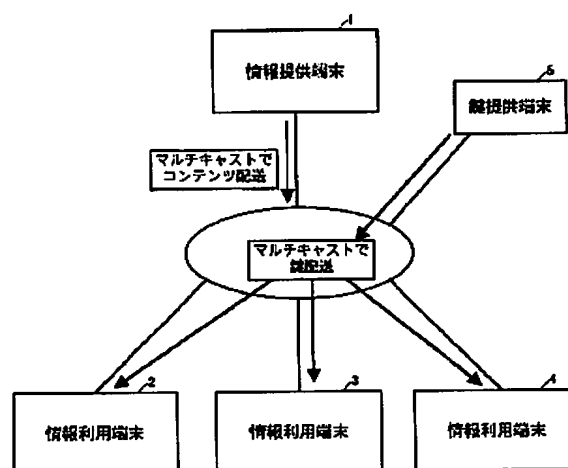 1
情報提供端末
5
鍵提供端末
マルチキャストで
コンテンツ配送
マルチキャストで
鍵配送
2
情報利用端末
3
情報利用端末
4
情報利用端末